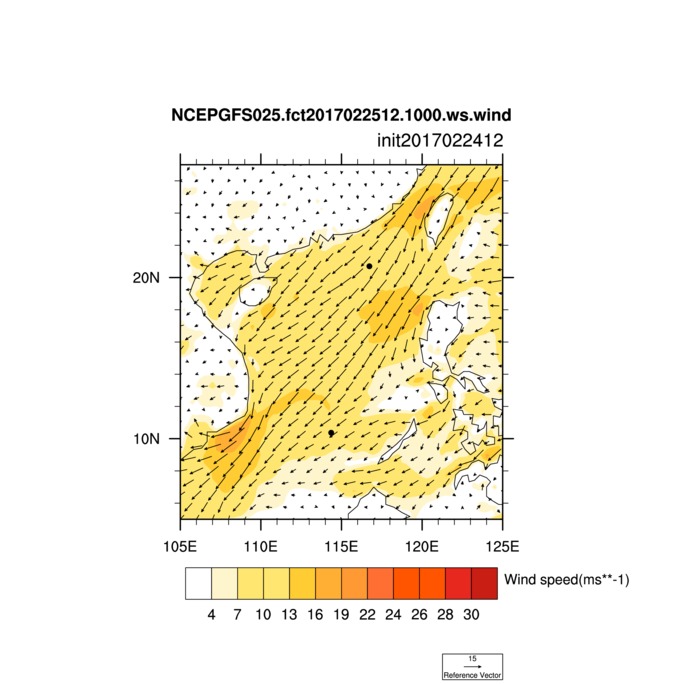 NCEPGFS025.fct2017022512.1000.ws.wind
init2017022412
20N
10N
105E 110E 115E 120E 125E
Wind speed(ms**-1)
4 7 10 13 16 19 22 24 26 28 30
15
Reference Vector